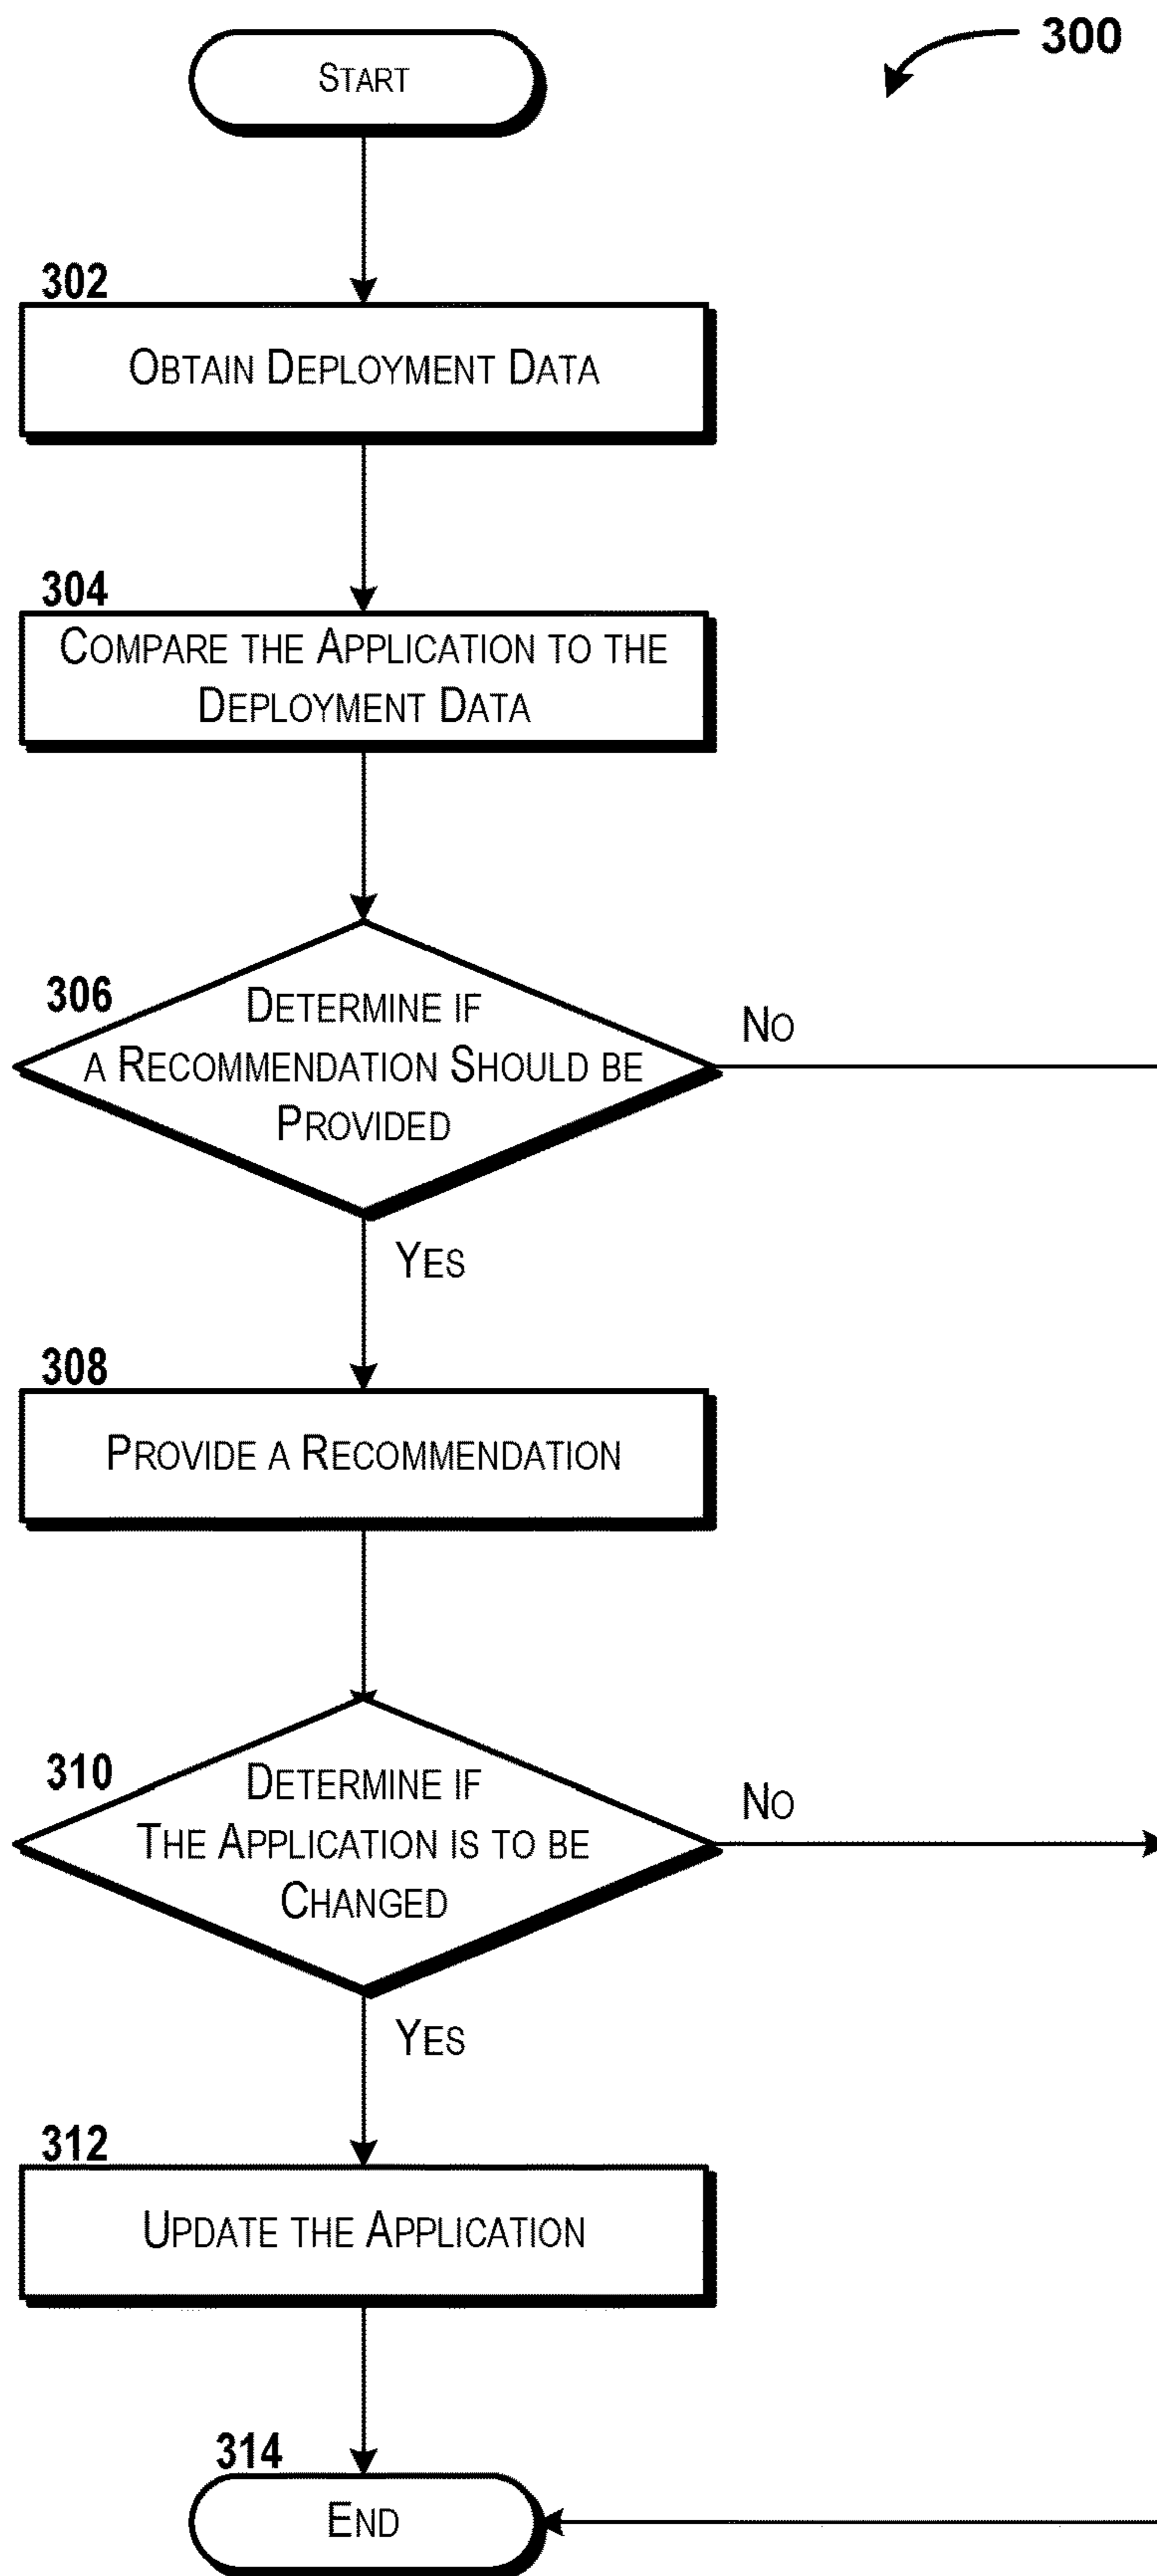 300
START
302
OBTAIN DEPLOYMENT DATA
304
COMPARE THE APPLICATION TO THE
DEPLOYMENT DATA
306
DETERMINE IF
A RECOMMENDATION SHOULD BE
PROVIDED
NO
YES
308
PROVIDE A RECOMMENDATION
310
DETERMINE IF
THE APPLICATION IS TO BE
CHANGED
NO
YES
312
UPDATE THE APPLICATION
314
END